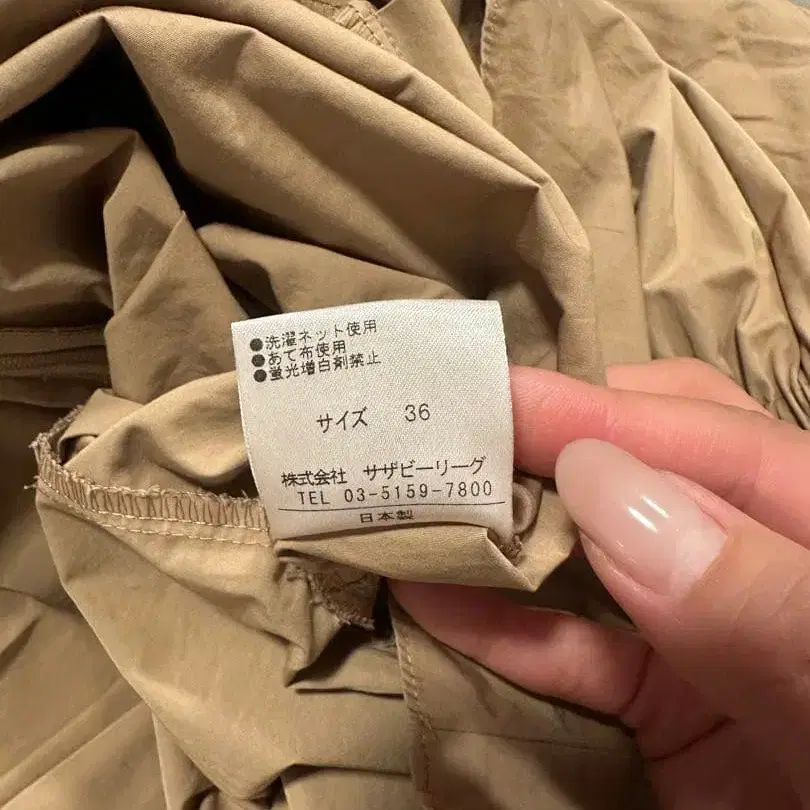 ●洗濯ネット使用
●あて布使用
●蛍光増白剤禁止
サイズ 36
株式会社 サザビーリーグ
TEL 03-5159-7800
日本製